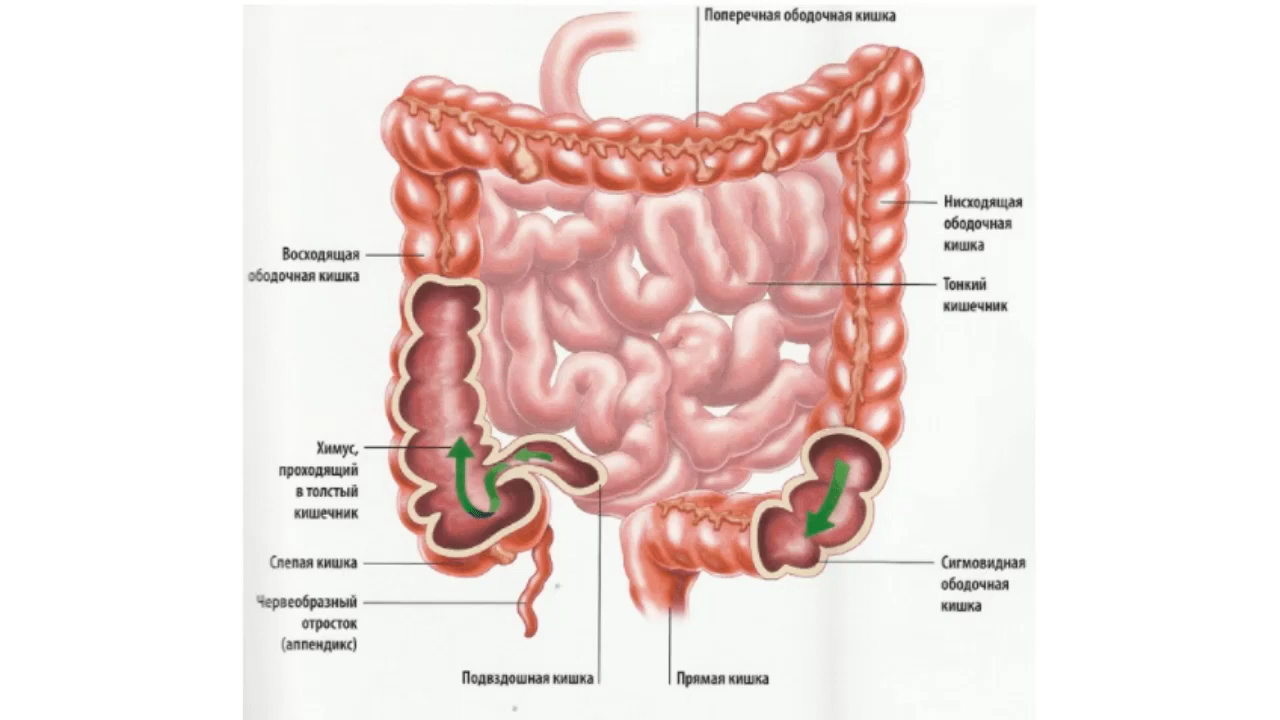 Поперечная ободочная кишка
Нисходящая
ободочная
кишка
Восходящая
ободочная кишка
Тонкий
кишечник
Химус,
проходящий
в толстый
кишечник
Слепая кишка
Червеобразный
отросток
(аппендикс)
Сигмовидная
ободочная
кишка
Подвздошная кишка
Прямая кишка